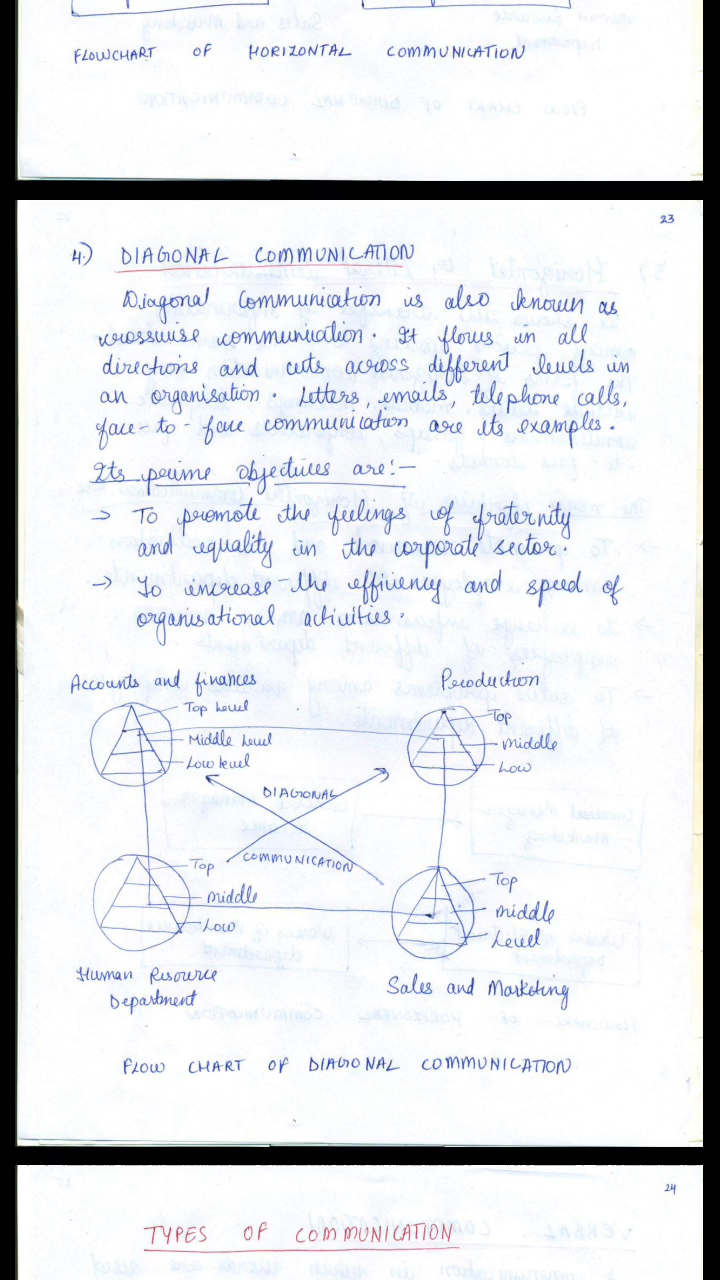 FLOWCHART OF HORIZONTAL COMMUNICATION
23
4.) DIAGONAL COMMUNICATION
Diagonal Communication is also known as
crosswise communication. It flows in all
directions and cuts across different levels in
an organisation. Letters, emails, telephone calls,
face-to-face communication are its examples.
Its prime objectives are:-
→ To promote the feelings of fraternity
and equality in the corporate sector.
→ To increase the efficiency and speed of
organisational activities.
Accounts and finances
Production
Top Level
Top
Middle Level
Middle
Low level
Low
DIAGONAL
COMMUNICATION
Top
Top
Middle
Middle
Low
Level
Human Resource
Department
Sales and Marketing
FLOW CHART OF DIAGONAL COMMUNICATION
24
TYPES OF COMMUNICATION